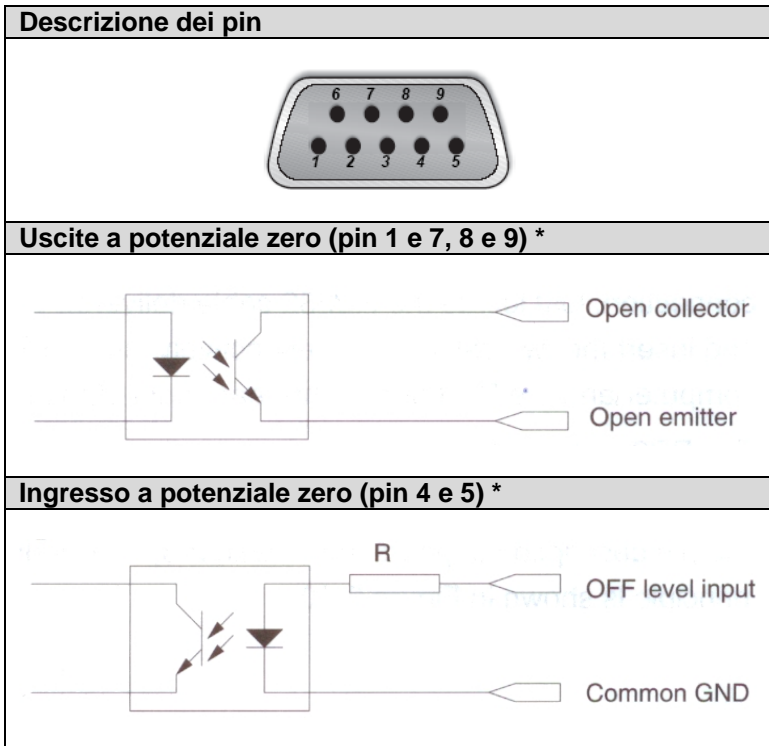 Descrizione dei pin
6 7 8 9
1 2 3 4 5
Uscite a potenziale zero (pin 1 e 7, 8 e 9) *
Open collector
Open emitter
Ingresso a potenziale zero (pin 4 e 5) *
R
OFF level input
Common GND